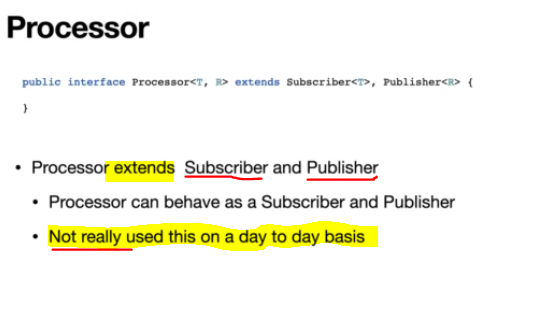 Processor
public interface Processor<T, R> extends Subscriber<T>, Publisher<R> {
}
• Processor extends Subscriber and Publisher
• Processor can behave as a Subscriber and Publisher
• Not really used this on a day to day basis